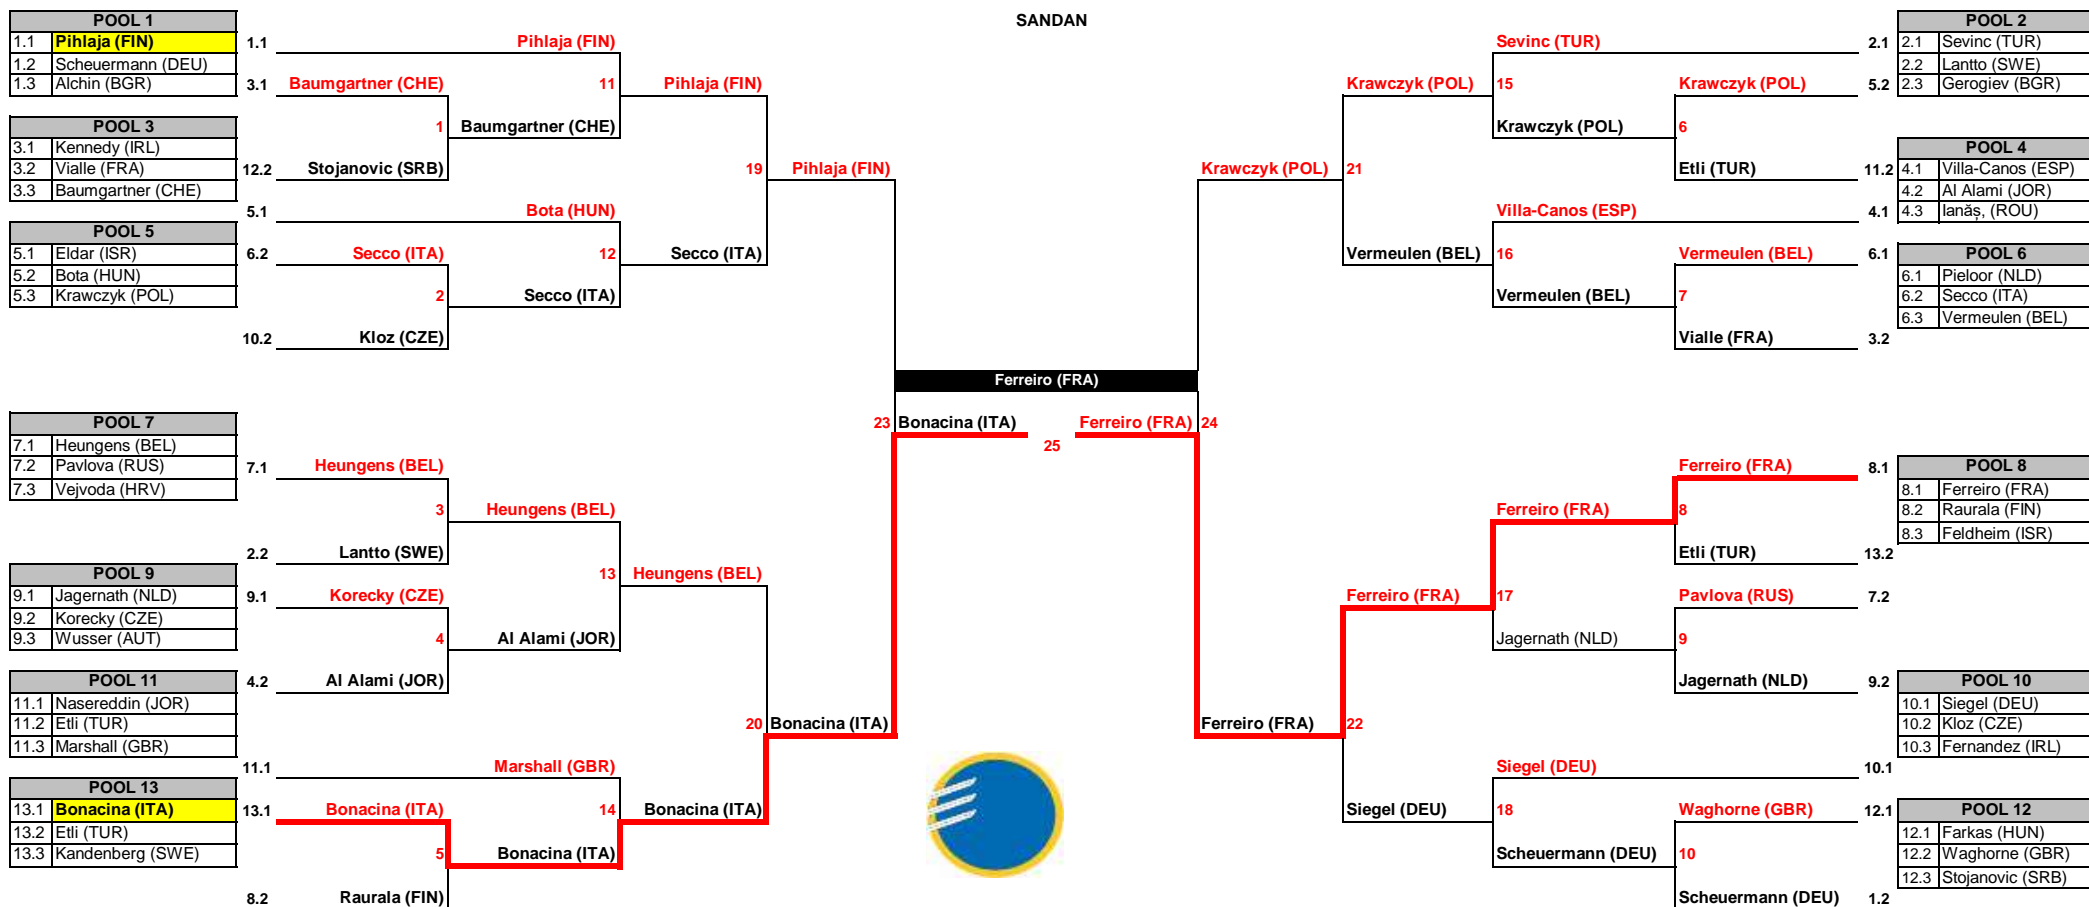 SANDAN
POOL 1
1.1 Pihlaja (FIN)
1.2 Scheuermann (DEU)
1.3 Alchin (BGR)
POOL 3
3.1 Kennedy (IRL)
3.2 Vialle (FRA)
3.3 Baumgartner (CHE)
POOL 5
5.1 Eldar (ISR)
5.2 Bota (HUN)
5.3 Krawczyk (POL)
POOL 7
7.1 Heungens (BEL)
7.2 Pavlova (RUS)
7.3 Vejvoda (HRV)
POOL 9
9.1 Jagernath (NLD)
9.2 Korecky (CZE)
9.3 Wusser (AUT)
POOL 11
11.1 Nasereddin (JOR)
11.2 Etli (TUR)
11.3 Marshall (GBR)
POOL 13
13.1 Bonacina (ITA)
13.2 Etli (TUR)
13.3 Kandenberg (SWE)
1.1 Pihlaja (FIN)
3.1 Baumgartner (CHE)
12.2 Stojanovic (SRB)
5.1 Bota (HUN)
6.2 Secco (ITA)
10.2 Kloz (CZE)
7.1 Heungens (BEL)
2.2 Lantto (SWE)
9.1 Korecky (CZE)
4.2 Al Alami (JOR)
11.1 Marshall (GBR)
13.1 Bonacina (ITA)
8.2 Raurala (FIN)
1 Baumgartner (CHE)
2 Secco (ITA)
3 Heungens (BEL)
4 Al Alami (JOR)
5 Bonacina (ITA)
11 Pihlaja (FIN)
12 Secco (ITA)
13 Heungens (BEL)
14 Bonacina (ITA)
19 Pihlaja (FIN)
20 Bonacina (ITA)
Ferreiro (FRA)
23 Bonacina (ITA)
25
Ferreiro (FRA) 24
Krawczyk (POL) 21
Ferreiro (FRA) 22
Krawczyk (POL) 15
Vermeulen (BEL) 16
Ferreiro (FRA) 17
Siegel (DEU) 18
Sevinc (TUR) 2.1
Krawczyk (POL) 6
Villa-Canos (ESP) 4.1
Vermeulen (BEL) 7
Ferreiro (FRA) 8
Jagernath (NLD) 9
Siegel (DEU) 10.1
Scheuermann (DEU) 10
Krawczyk (POL) 5.2
Etli (TUR) 11.2
Vermeulen (BEL) 6.1
Vialle (FRA) 3.2
Ferreiro (FRA) 8.1
Etli (TUR) 13.2
Pavlova (RUS) 7.2
Jagernath (NLD) 9.2
Waghorne (GBR) 12.1
Scheuermann (DEU) 1.2
POOL 2
2.1 Sevinc (TUR)
2.2 Lantto (SWE)
2.3 Gerogiev (BGR)
POOL 4
4.1 Villa-Canos (ESP)
4.2 Al Alami (JOR)
4.3 Ianăș, (ROU)
POOL 6
6.1 Pieloor (NLD)
6.2 Secco (ITA)
6.3 Vermeulen (BEL)
POOL 8
8.1 Ferreiro (FRA)
8.2 Raurala (FIN)
8.3 Feldheim (ISR)
POOL 10
10.1 Siegel (DEU)
10.2 Kloz (CZE)
10.3 Fernandez (IRL)
POOL 12
12.1 Farkas (HUN)
12.2 Waghorne (GBR)
12.3 Stojanovic (SRB)